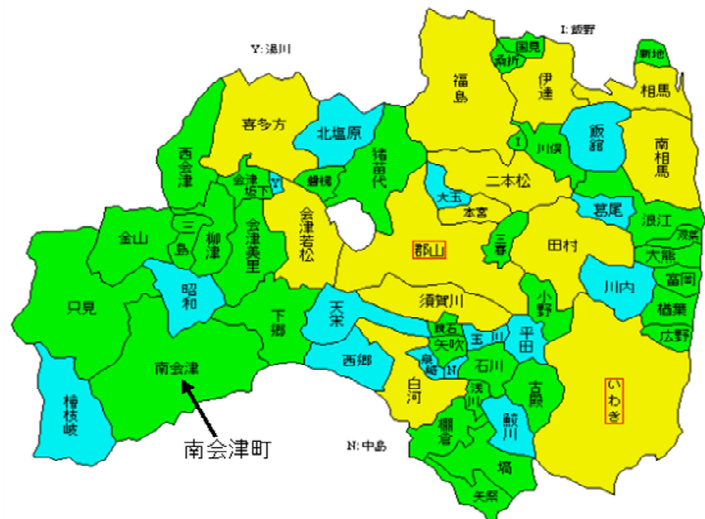 Y: 湯川
I: 飯野
国見
桑折
新地
福島
伊達
相馬
喜多方
北塩原
猪苗代
西会津
会津
坂下
Y
磐梯
I
川俣
飯舘
南相馬
二本松
大玉
本宮
葛尾
浪江
双葉
金山
三島
柳津
会津美里
会津若松
郡山
三春
田村
大熊
富岡
川内
楢葉
広野
只見
昭和
下郷
天栄
須賀川
鏡石
玉川
平田
小野
矢吹
西郷
泉崎
N
石川
白河
浅川
古殿
いわき
南会津
檜枝岐
棚倉
鮫川
塙
矢祭
南会津町
N: 中島